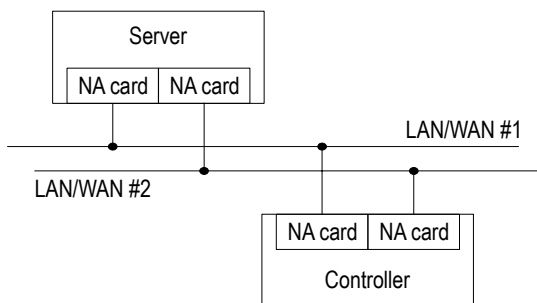 Server
NA card NA card
LAN/WAN #1
LAN/WAN #2
NA card NA card
Controller